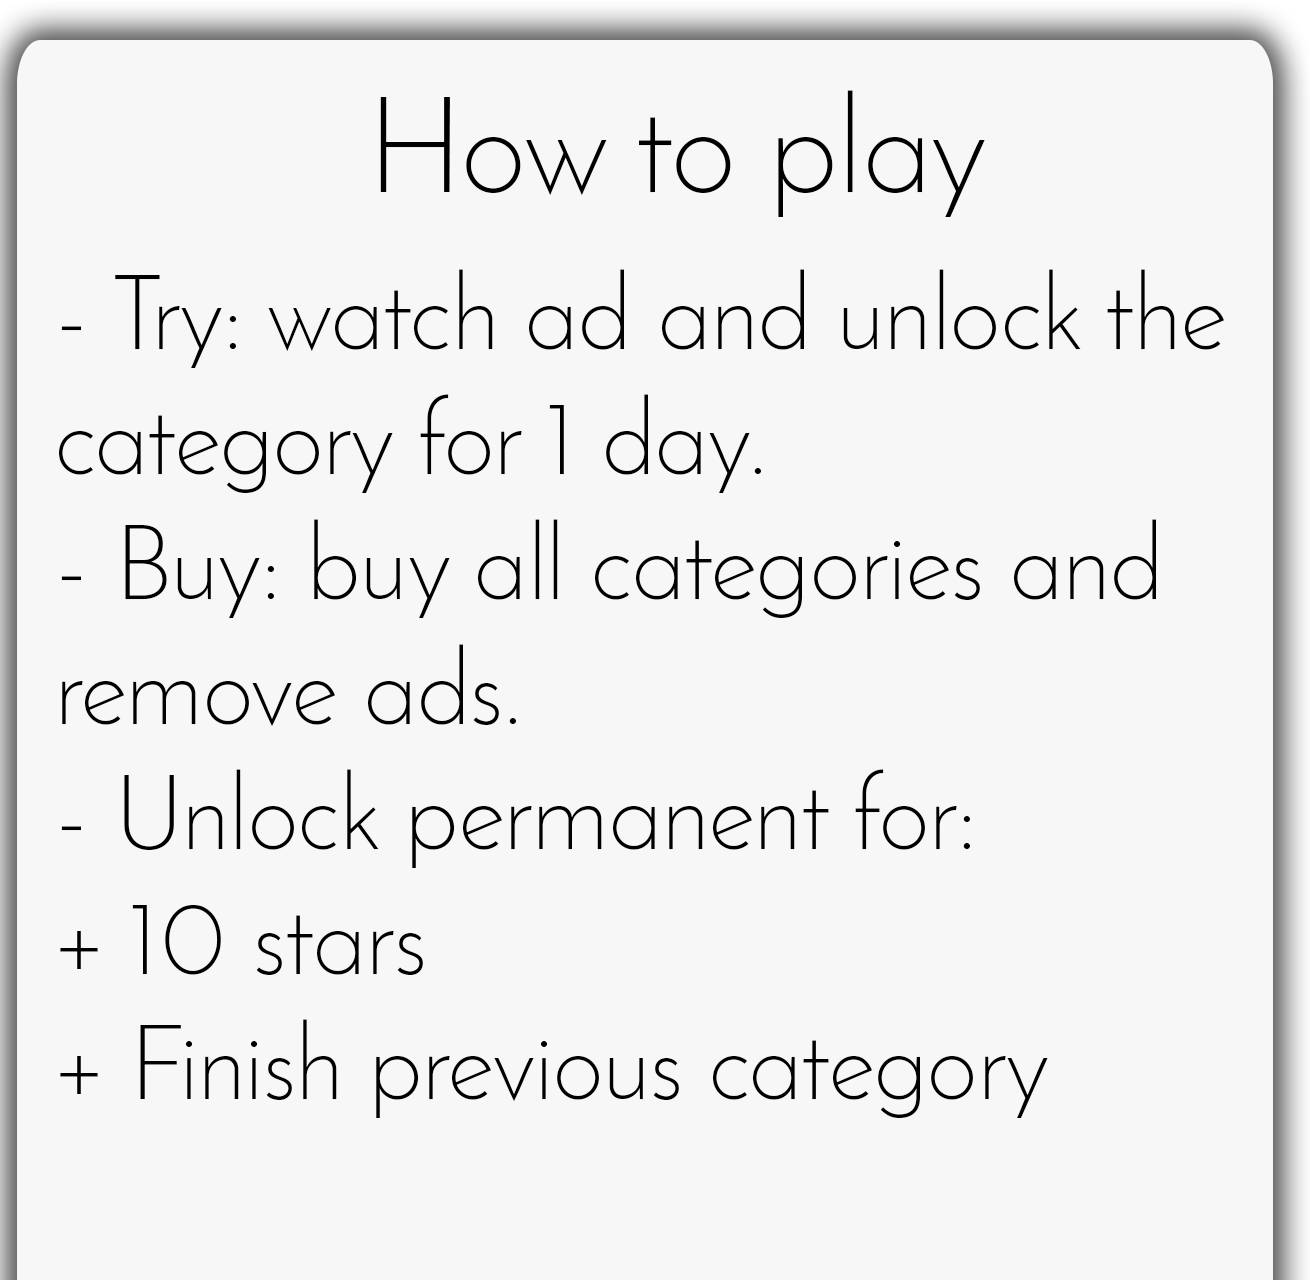 How to play
- Try: watch ad and unlock the
category for 1 day.
- Buy: buy all categories and
remove ads.
- Unlock permanent for:
+ 10 stars
+ Finish previous category